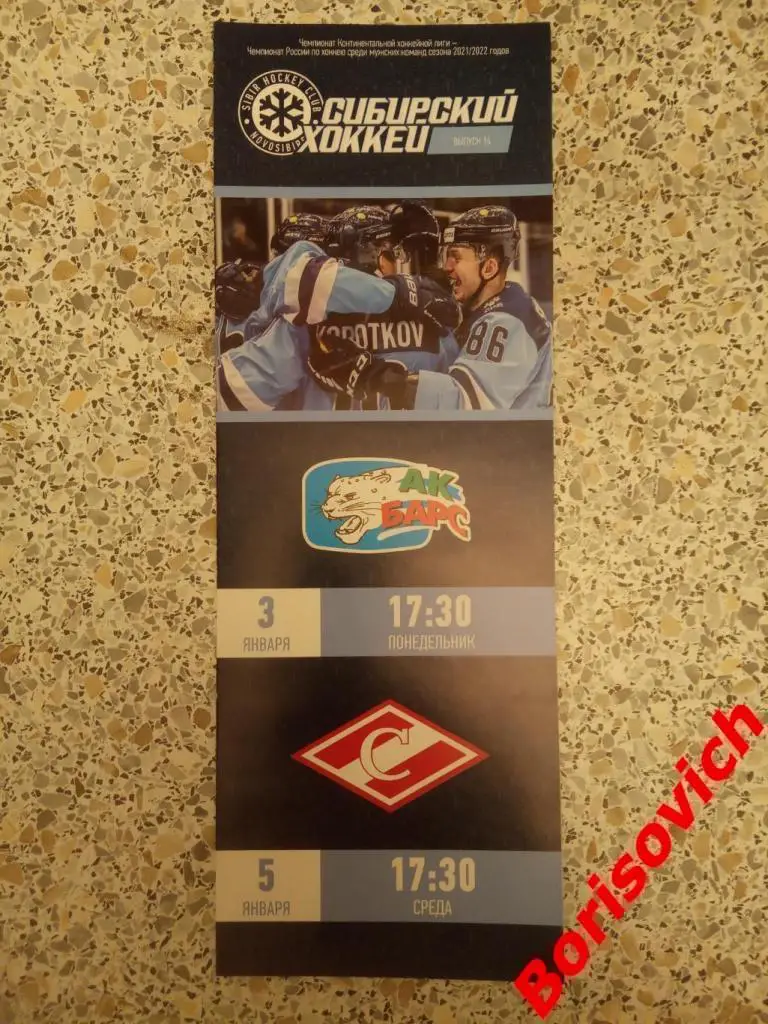 Чемпионат Континентальной хоккейной лиги –
Чемпионат России по хоккею среди мужских команд сезона 2021/2022 годов
SIBIR HOCKEY CLUB
NOVOSIBIRSK
СИБИРСКИЙ
ХОККЕЙ
ВЫПУСК 14
KOROTKOV
86
АК
БАРС
3
ЯНВАРЯ
17:30
ПОНЕДЕЛЬНИК
С
5
ЯНВАРЯ
17:30
СРЕДА
Borisovich